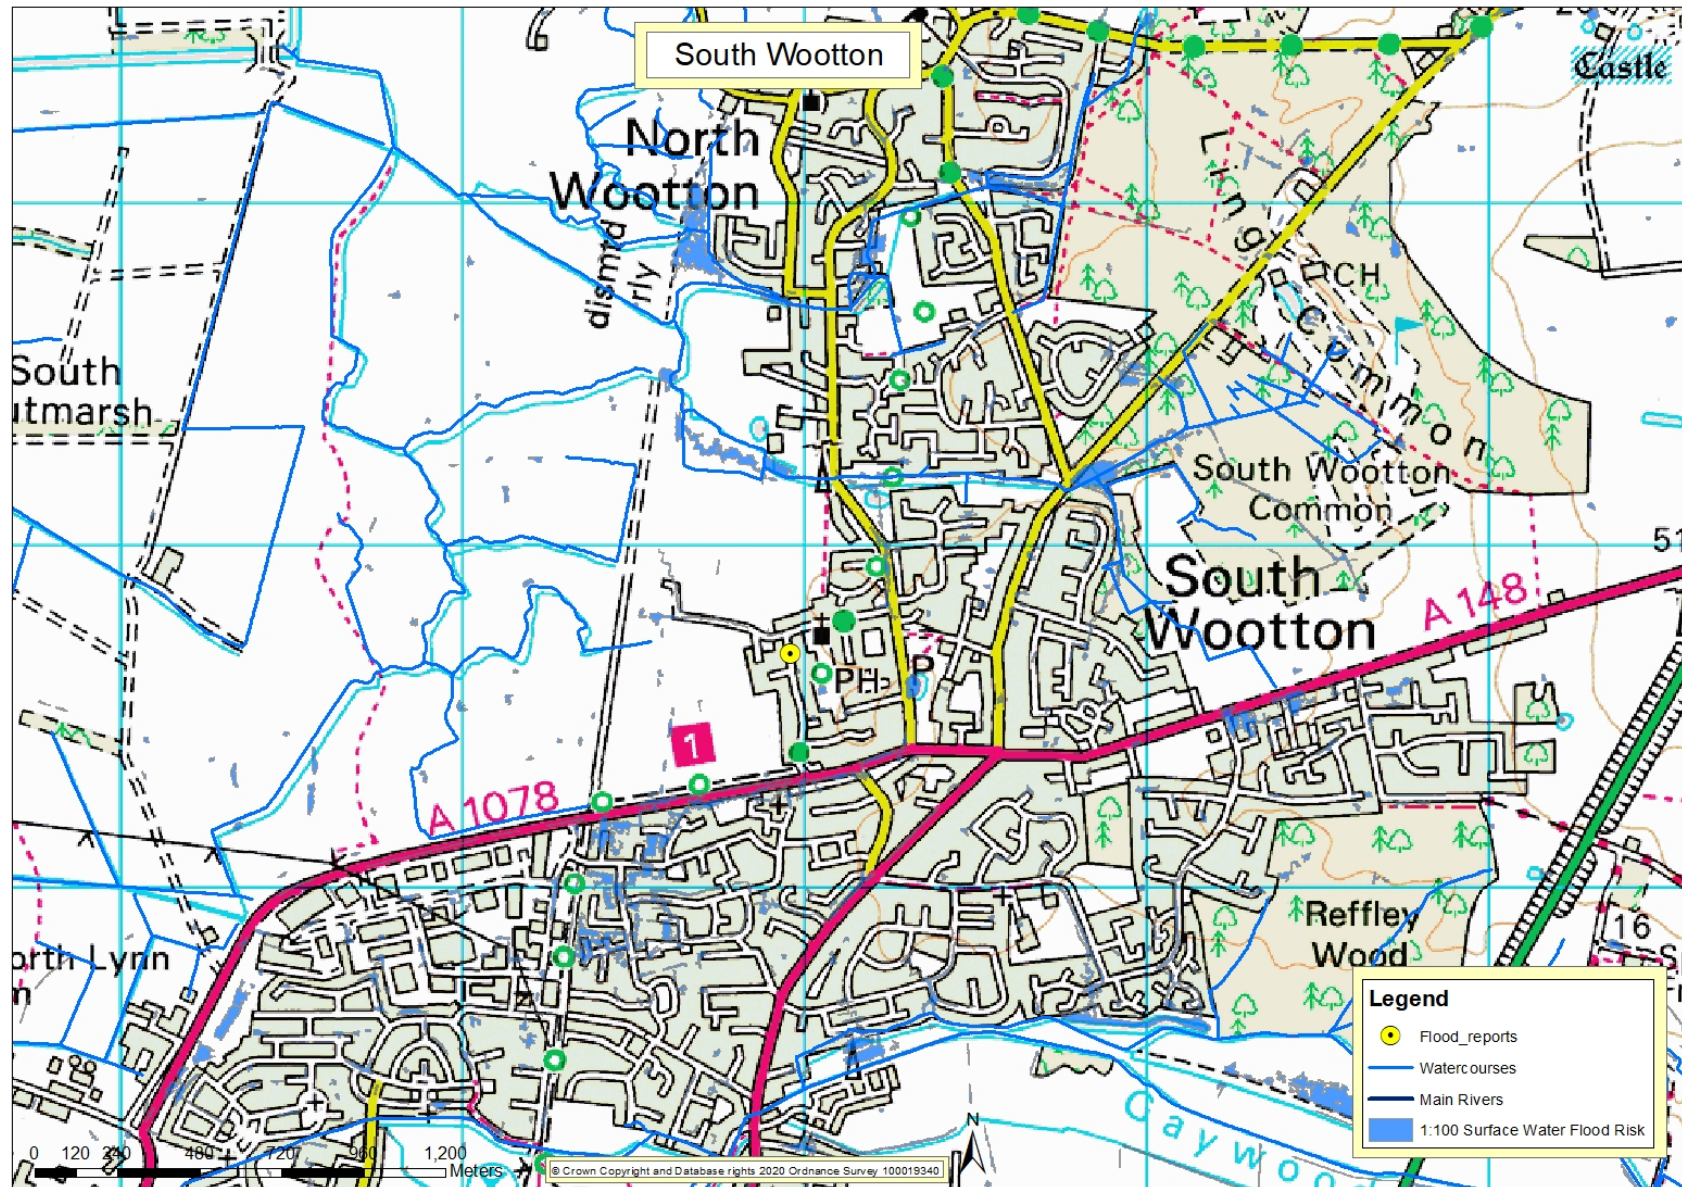 South Wootton
Castle
North
Wootton
dismtd
rly
Ling
CH
Common
South
utmarsh
South Wootton
Common
51
South
Wootton
A 148
PH
P
1
A 1078
Reffley
Wood
16
orth Lynn
n
Caywoo
Legend
Flood_reports
Watercourses
Main Rivers
1:100 Surface Water Flood Risk
N
0 120 240 480 720 960 1,200
Meters
© Crown Copyright and Database rights 2020 Ordnance Survey 100019340